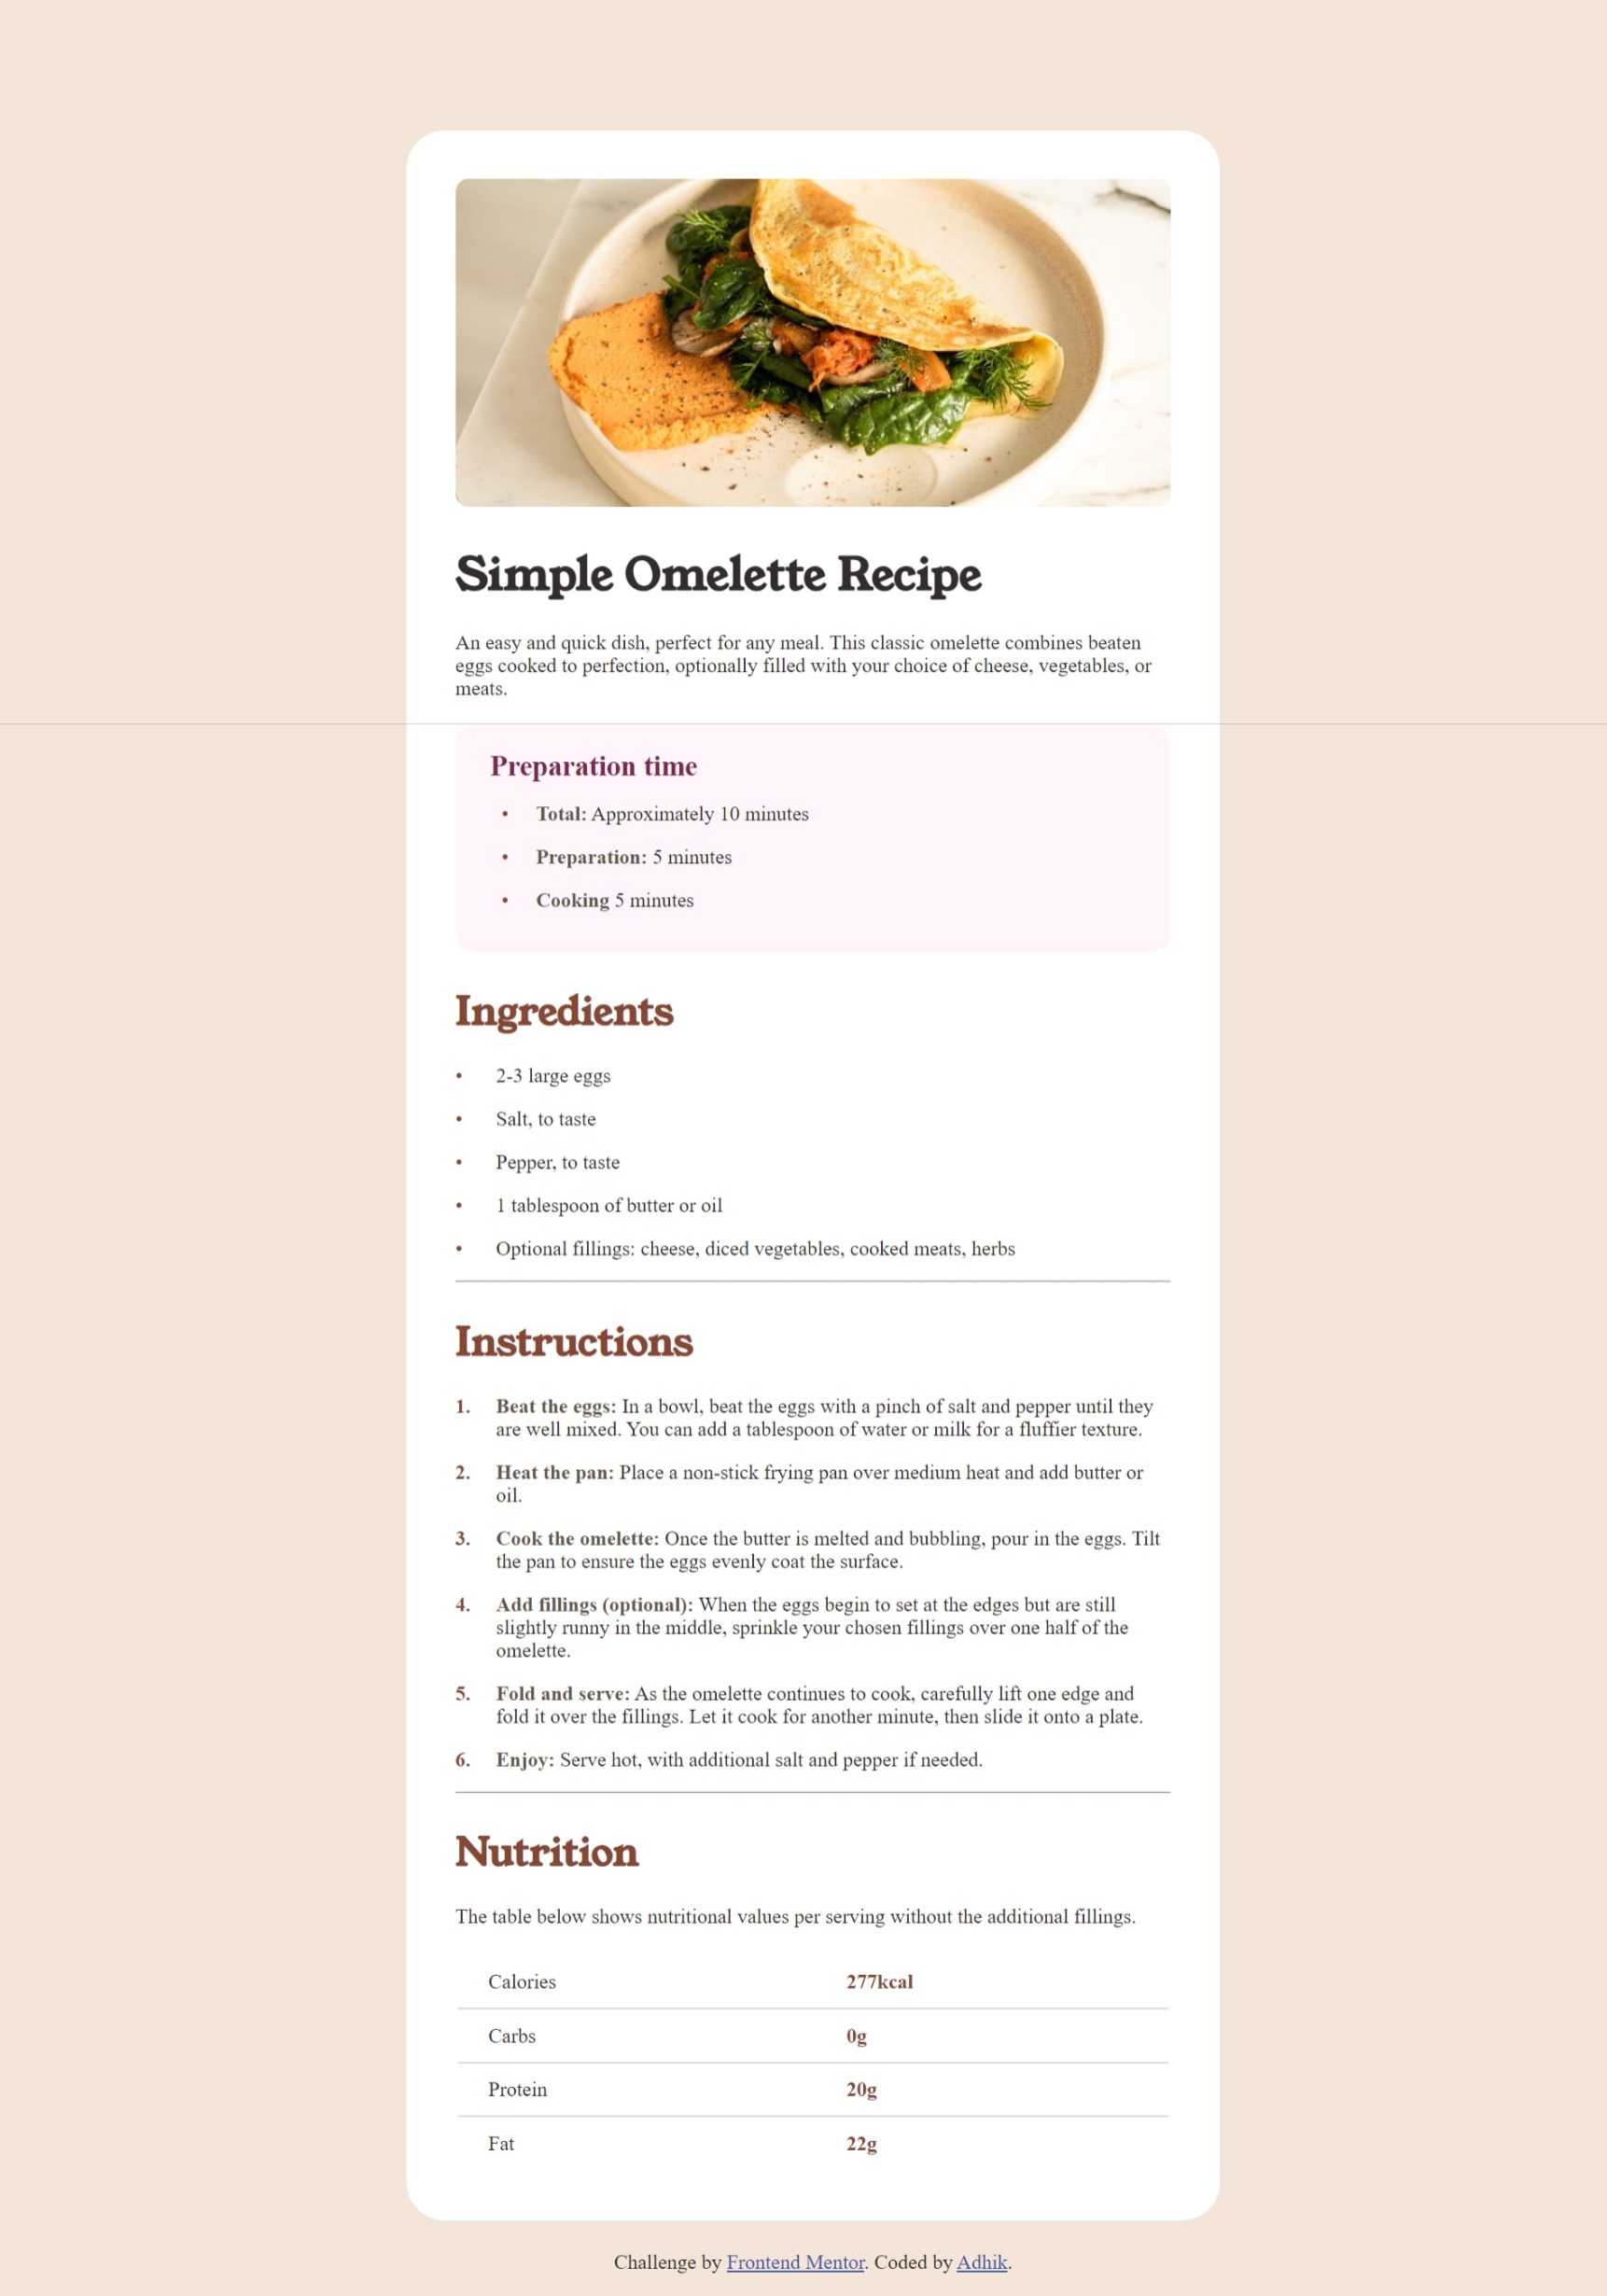 Simple Omelette Recipe
An easy and quick dish, perfect for any meal. This classic omelette combines beaten
eggs cooked to perfection, optionally filled with your choice of cheese, vegetables, or
meats.
Preparation time
• Total: Approximately 10 minutes
• Preparation: 5 minutes
• Cooking 5 minutes
Ingredients
• 2-3 large eggs
• Salt, to taste
• Pepper, to taste
• 1 tablespoon of butter or oil
• Optional fillings: cheese, diced vegetables, cooked meats, herbs
Instructions
1. Beat the eggs: In a bowl, beat the eggs with a pinch of salt and pepper until they
are well mixed. You can add a tablespoon of water or milk for a fluffier texture.
2. Heat the pan: Place a non-stick frying pan over medium heat and add butter or
oil.
3. Cook the omelette: Once the butter is melted and bubbling, pour in the eggs. Tilt
the pan to ensure the eggs evenly coat the surface.
4. Add fillings (optional): When the eggs begin to set at the edges but are still
slightly runny in the middle, sprinkle your chosen fillings over one half of the
omelette.
5. Fold and serve: As the omelette continues to cook, carefully lift one edge and
fold it over the fillings. Let it cook for another minute, then slide it onto a plate.
6. Enjoy: Serve hot, with additional salt and pepper if needed.
Nutrition
The table below shows nutritional values per serving without the additional fillings.
Calories 277kcal
Carbs 0g
Protein 20g
Fat 22g
Challenge by Frontend Mentor. Coded by Adhik.